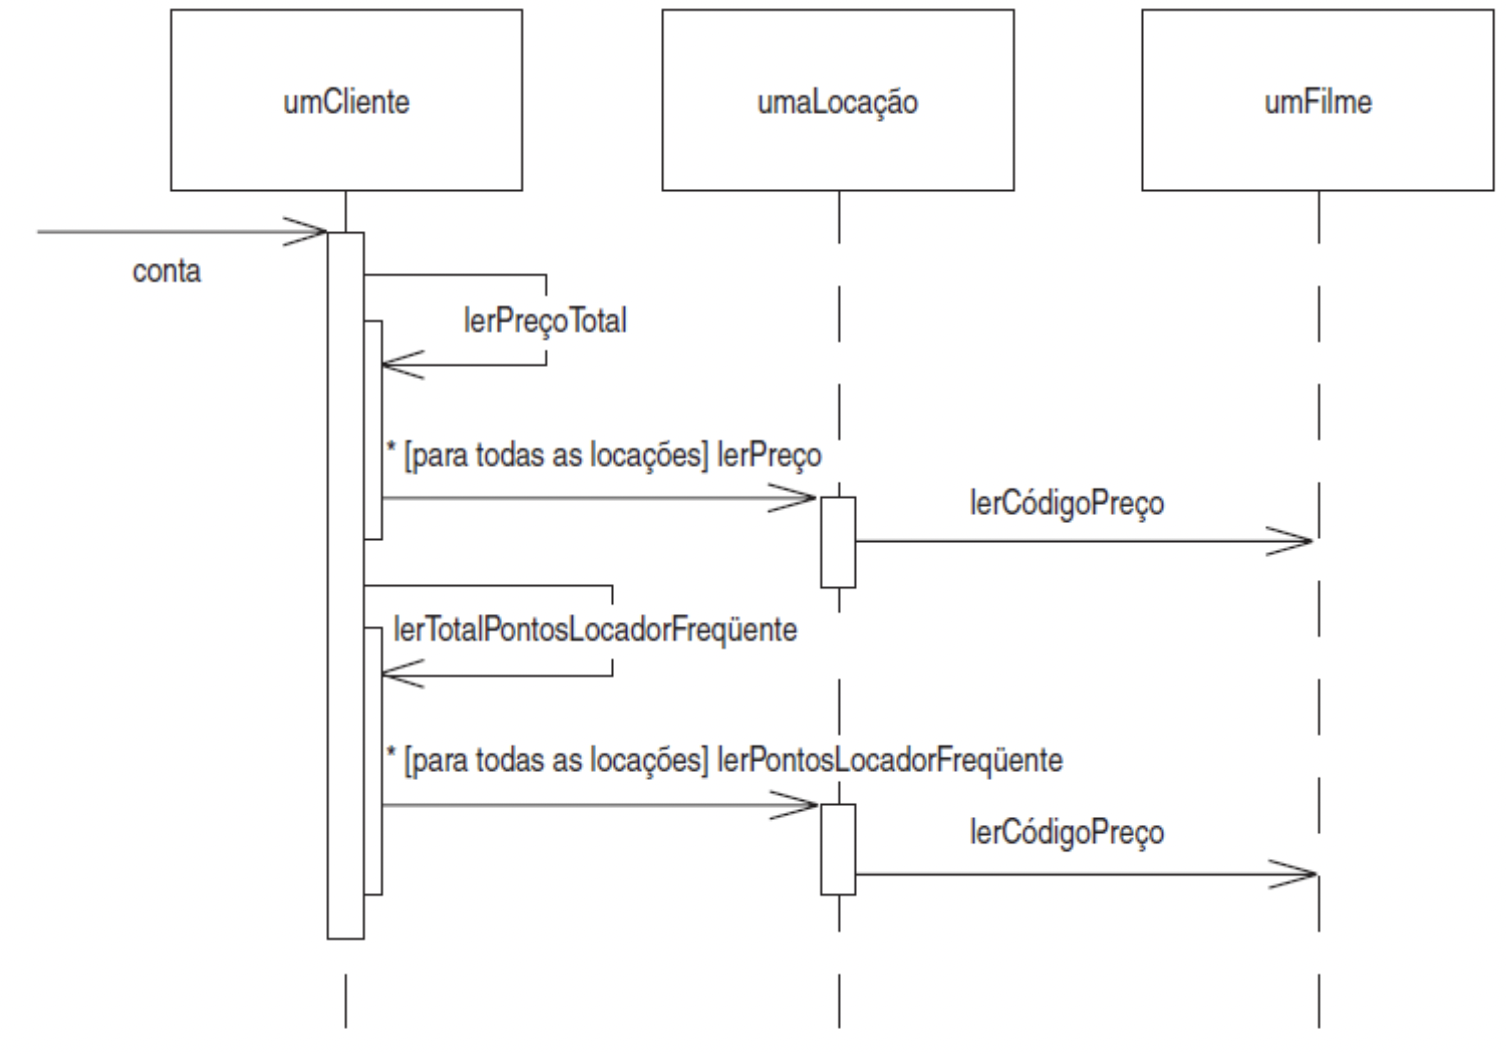 umCliente
umaLocação
umFilme
conta
lerPreçoTotal
* [para todas as locações] lerPreço
lerCódigoPreço
lerTotalPontosLocadorFreqüente
* [para todas as locações] lerPontosLocadorFreqüente
lerCódigoPreço